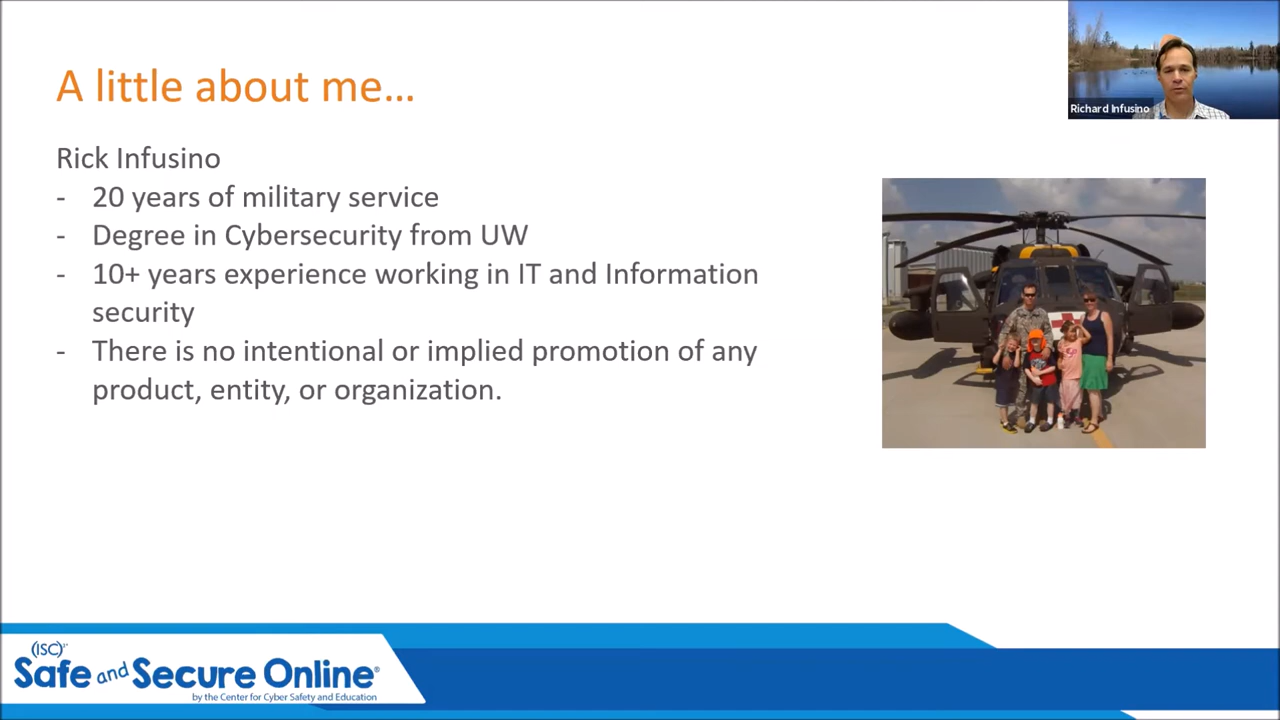 A little about me...
Richard Infusino
Rick Infusino
- 20 years of military service
- Degree in Cybersecurity from UW
- 10+ years experience working in IT and Information
security
- There is no intentional or implied promotion of any
product, entity, or organization.
(ISC)²®
Safe and Secure Online®
by the Center for Cyber Safety and Education